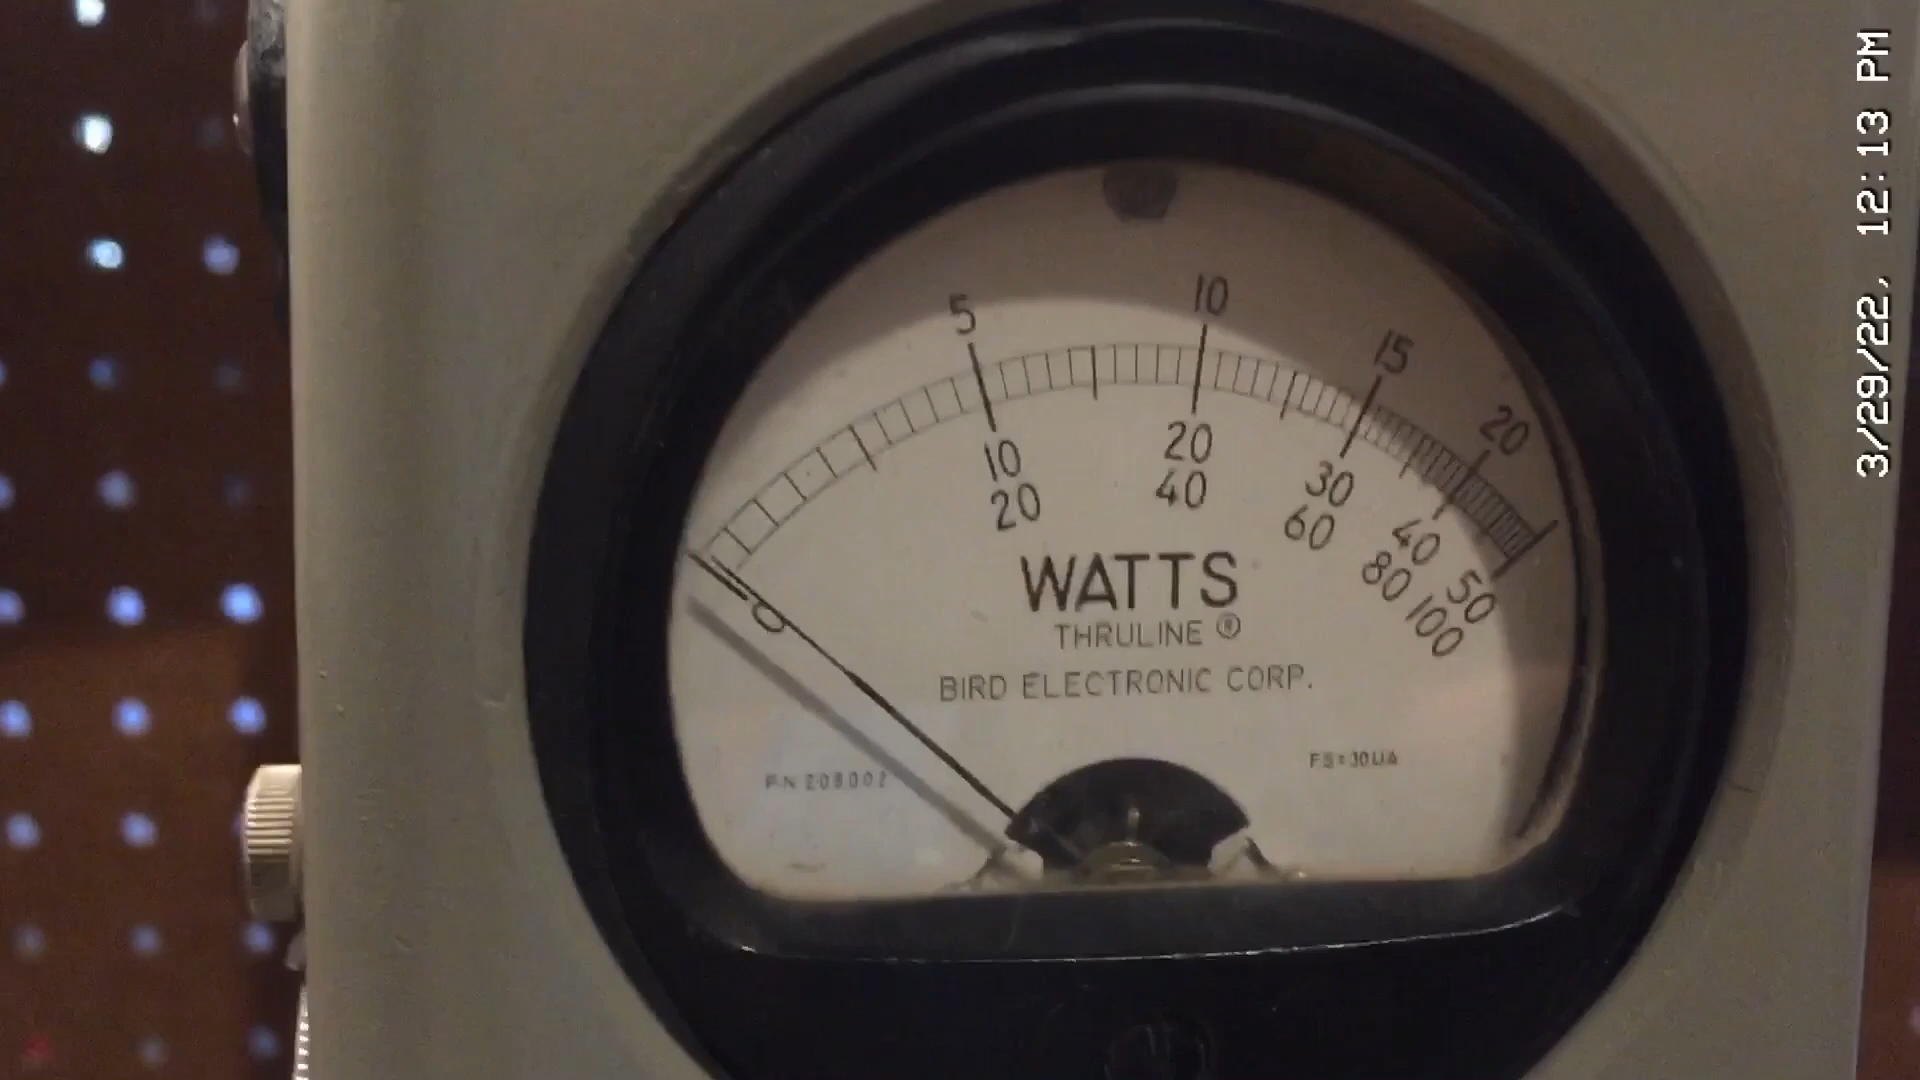 5 10 15 20
10 20 30 40 50
20 40 60 80 100
0
WATTS
THRULINE ®
BIRD ELECTRONIC CORP.
P-N 208002
FS=30UA
3/29/22, 12:13 PM